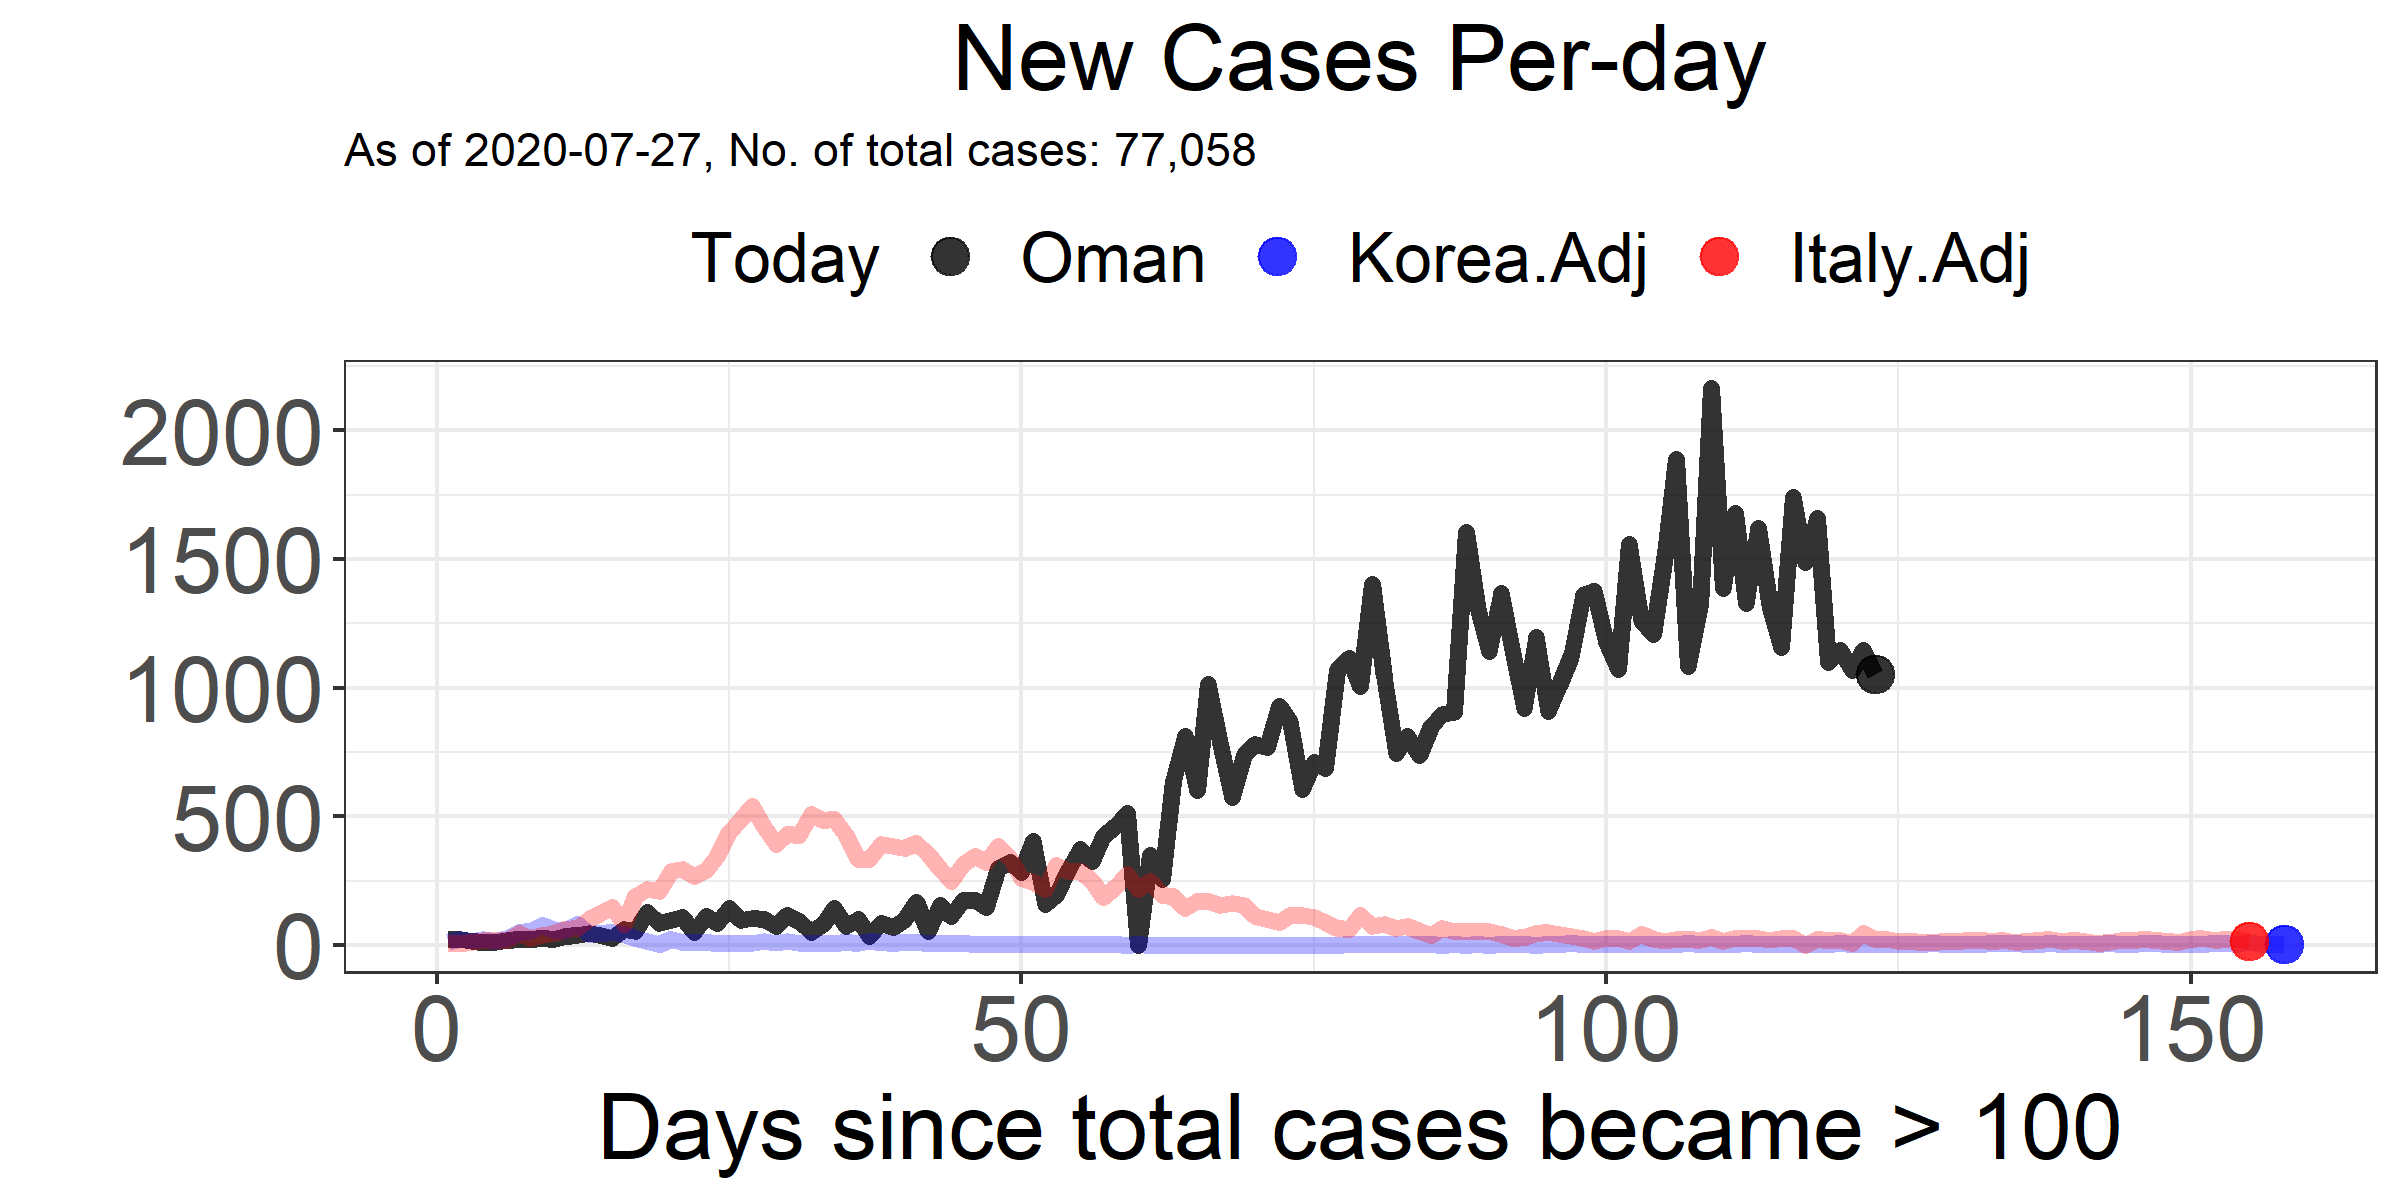 New Cases Per-day
As of 2020-07-27, No. of total cases: 77,058
Today Oman Korea.Adj Italy.Adj
2000
1500
1000
500
0
0 50 100 150
Days since total cases became > 100